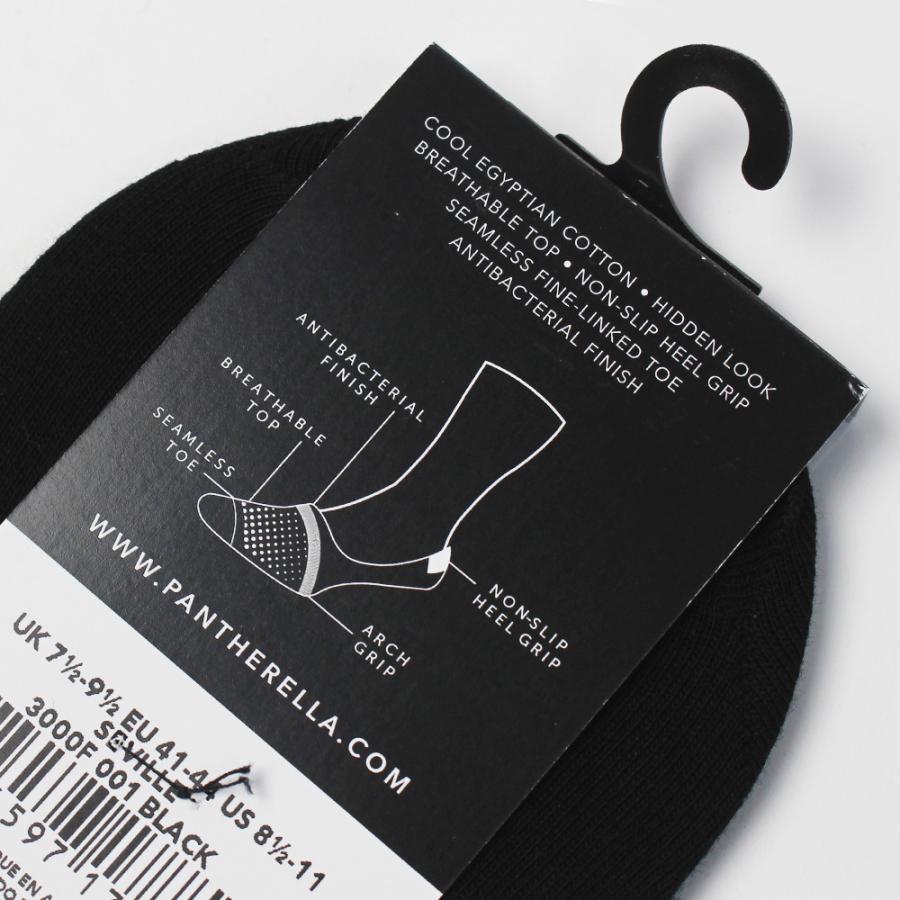 COOL EGYPTIAN COTTON • HIDDEN LOOK
BREATHABLE TOP • NON-SLIP HEEL GRIP
SEAMLESS FINE-LINKED TOE
ANTIBACTERIAL FINISH
ANTIBACTERIAL
FINISH
BREATHABLE
TOP
SEAMLESS
TOE
NON-SLIP
HEEL GRIP
ARCH
GRIP
WWW.PANTHERELLA.COM
UK 7½-9½ EU 41-44 US 8½-11
SEVILLE
3000F 001 BLACK
597